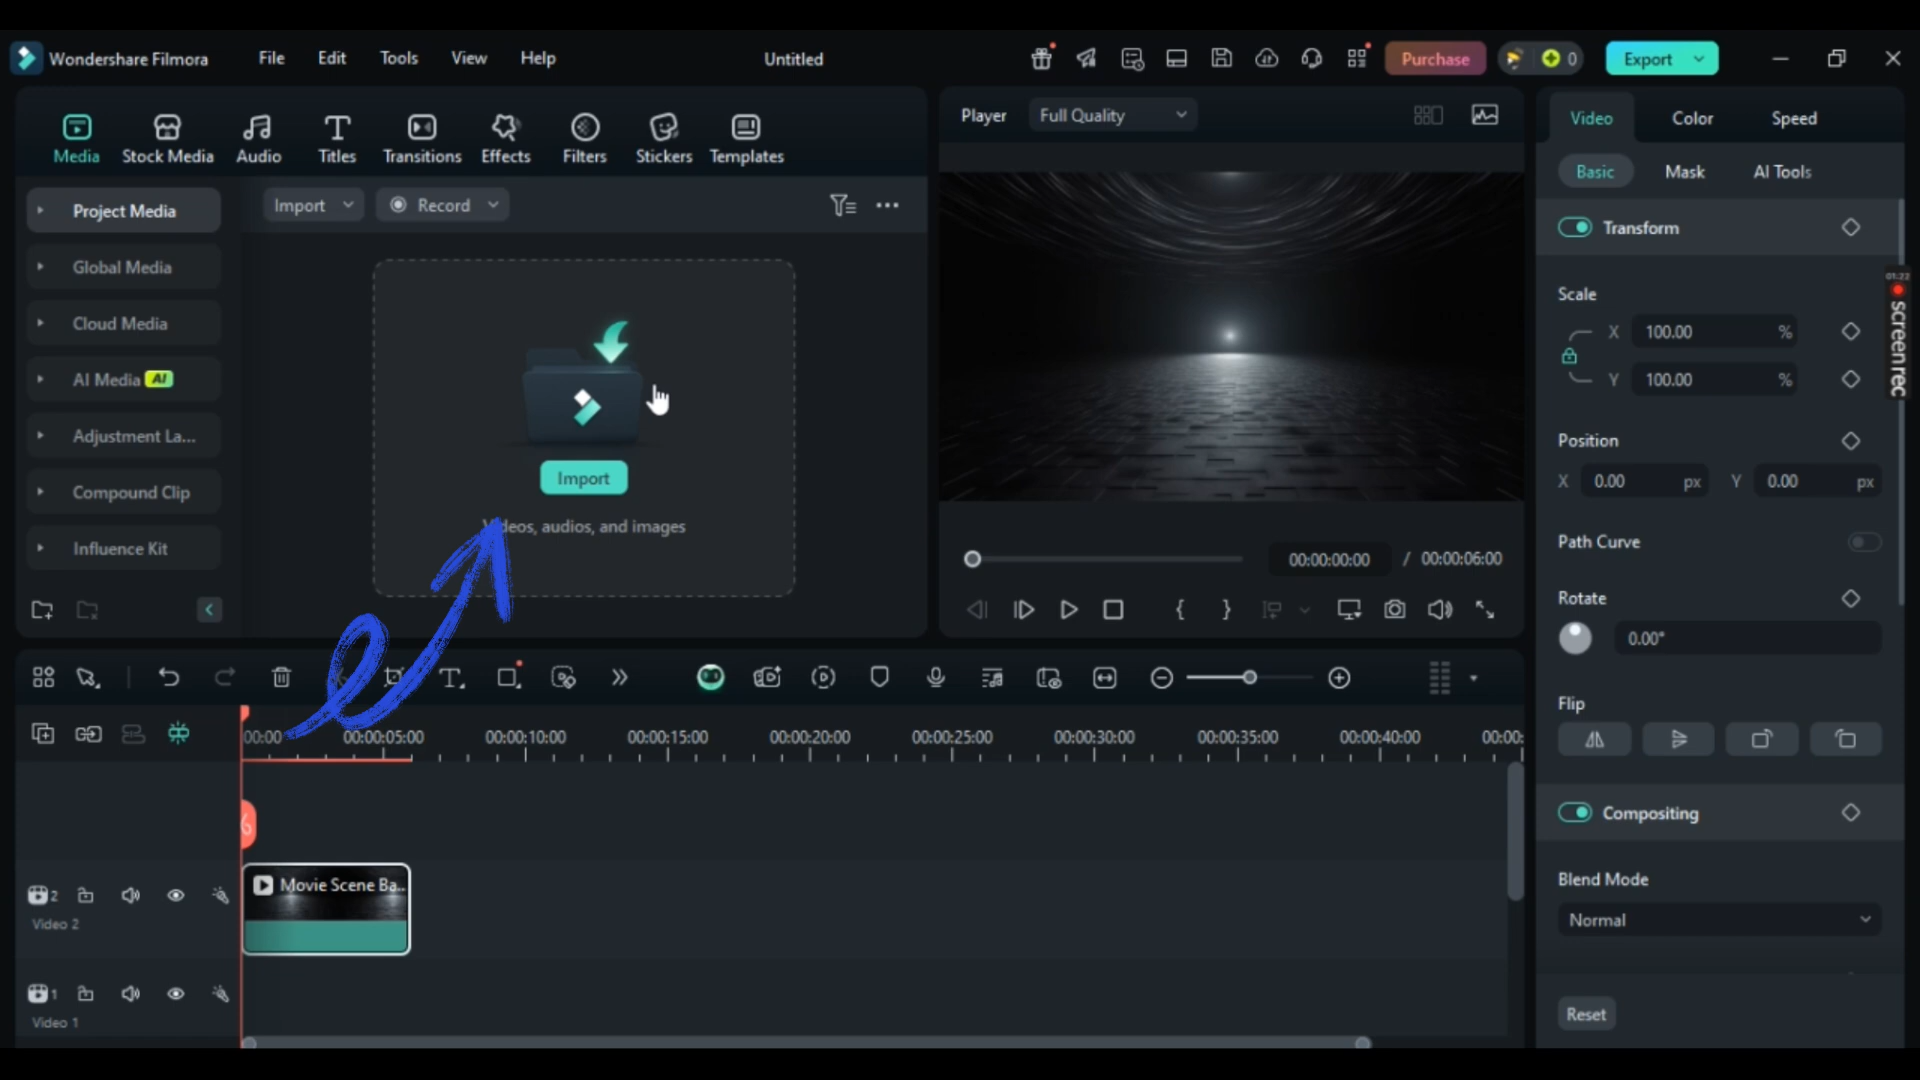 Wondershare Filmora File Edit Tools View Help Untitled Purchase 0 Export
Media Stock Media Audio Titles Transitions Effects Filters Stickers Templates
Import Record
Project Media
Global Media
Cloud Media
AI Media AI
Adjustment La...
Compound Clip
Influence Kit
Import
Videos, audios, and images
Player Full Quality
00:00:00:00 / 00:00:06:00
Video Color Speed
Basic Mask AI Tools
Transform
Scale
X 100.00 %
Y 100.00 %
Position
X 0.00 px Y 0.00 px
Path Curve
Rotate
0.00°
Flip
Compositing
Blend Mode
Normal
Reset
01:22
screenrec
00:00 00:00:05:00 00:00:10:00 00:00:15:00 00:00:20:00 00:00:25:00 00:00:30:00 00:00:35:00 00:00:40:00 00:00:
Movie Scene Ba..
2
Video 2
1
Video 1